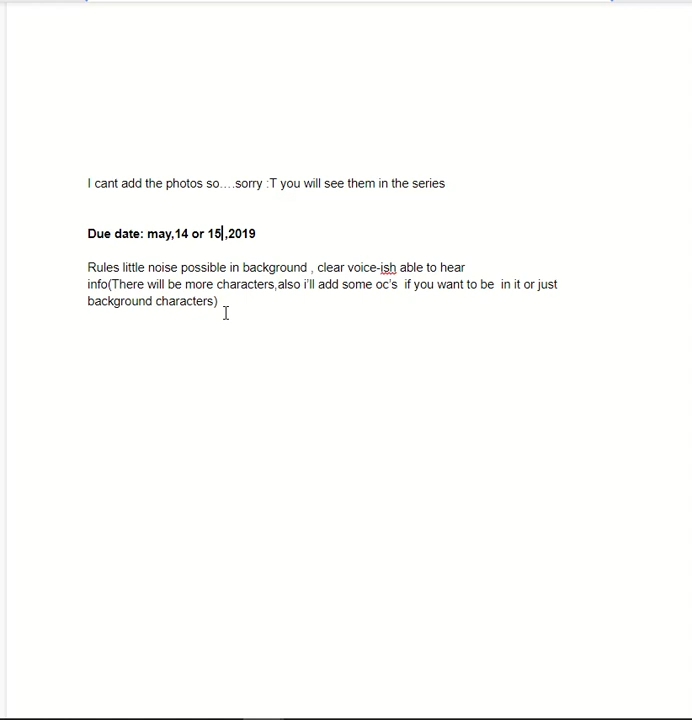 I cant add the photos so....sorry :T you will see them in the series
Due date: may,14 or 15,2019
Rules little noise possible in background , clear voice-ish able to hear
info(There will be more characters,also i'll add some oc's  if you want to be  in it or just
background characters)